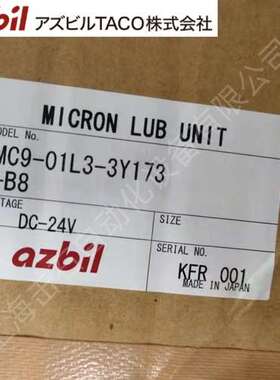 bil アズビルTACO株式会社
MICRON LUB UNIT
MODEL No.
MC9-01L3-3Y173
-B8
TAGE
SIZE
DC-24V
SERIAL NO.
azbil
KFR 001
MADE IN JAPAN